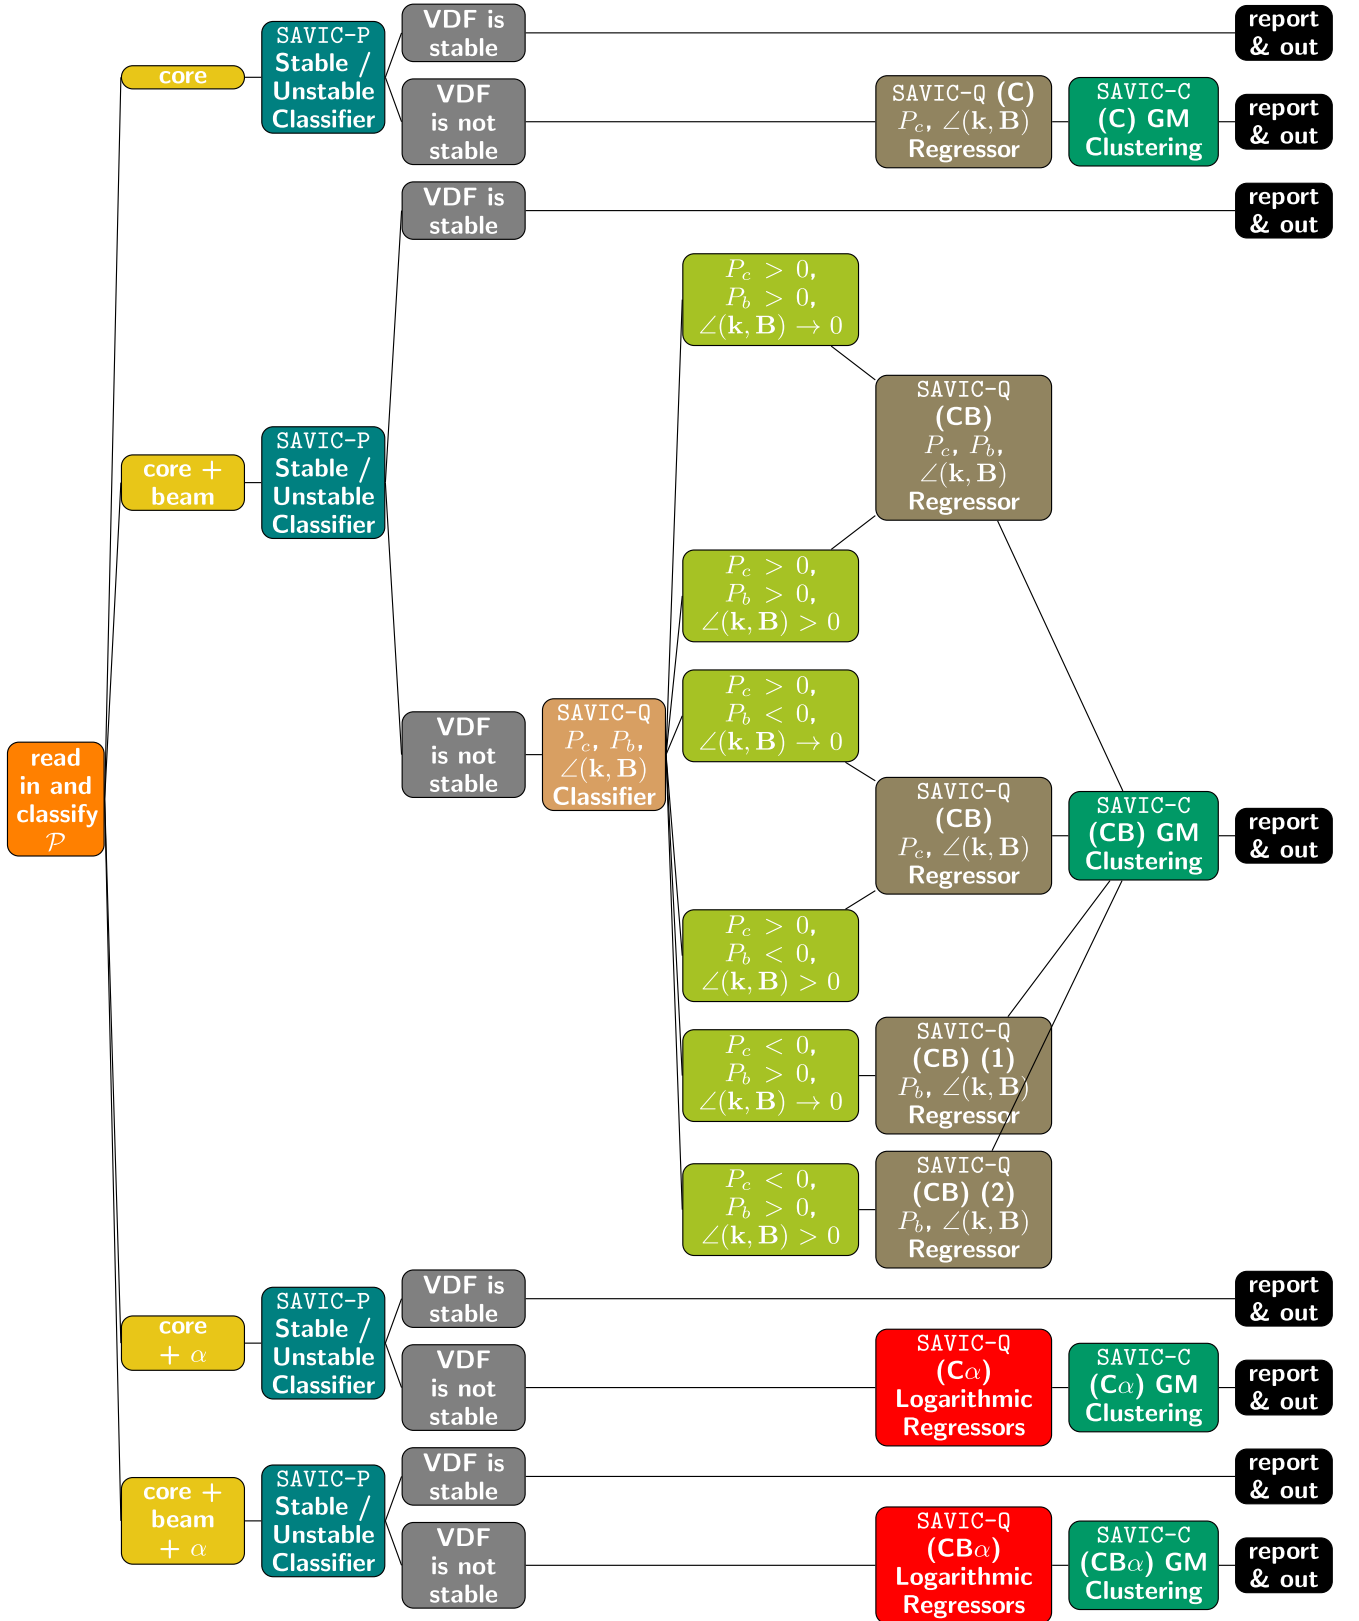 read
in and
classify
𝒫
core
SAVIC-P
Stable /
Unstable
Classifier
VDF is
stable
report
& out
VDF
is not
stable
SAVIC-Q (C)
P_c, ∠(k, B)
Regressor
SAVIC-C
(C) GM
Clustering
report
& out
core +
beam
SAVIC-P
Stable /
Unstable
Classifier
VDF is
stable
report
& out
VDF
is not
stable
SAVIC-Q
P_c, P_b,
∠(k, B)
Classifier
P_c > 0,
P_b > 0,
∠(k, B) → 0
P_c > 0,
P_b > 0,
∠(k, B) > 0
SAVIC-Q
(CB)
P_c, P_b,
∠(k, B)
Regressor
P_c > 0,
P_b < 0,
∠(k, B) → 0
P_c > 0,
P_b < 0,
∠(k, B) > 0
SAVIC-Q
(CB)
P_c, ∠(k, B)
Regressor
P_c < 0,
P_b > 0,
∠(k, B) → 0
SAVIC-Q
(CB) (1)
P_b, ∠(k, B)
Regressor
P_c < 0,
P_b > 0,
∠(k, B) > 0
SAVIC-Q
(CB) (2)
P_b, ∠(k, B)
Regressor
SAVIC-C
(CB) GM
Clustering
report
& out
core
+ α
SAVIC-P
Stable /
Unstable
Classifier
VDF is
stable
report
& out
VDF
is not
stable
SAVIC-Q
(Cα)
Logarithmic
Regressors
SAVIC-C
(Cα) GM
Clustering
report
& out
core +
beam
+ α
SAVIC-P
Stable /
Unstable
Classifier
VDF is
stable
report
& out
VDF
is not
stable
SAVIC-Q
(CBα)
Logarithmic
Regressors
SAVIC-C
(CBα) GM
Clustering
report
& out